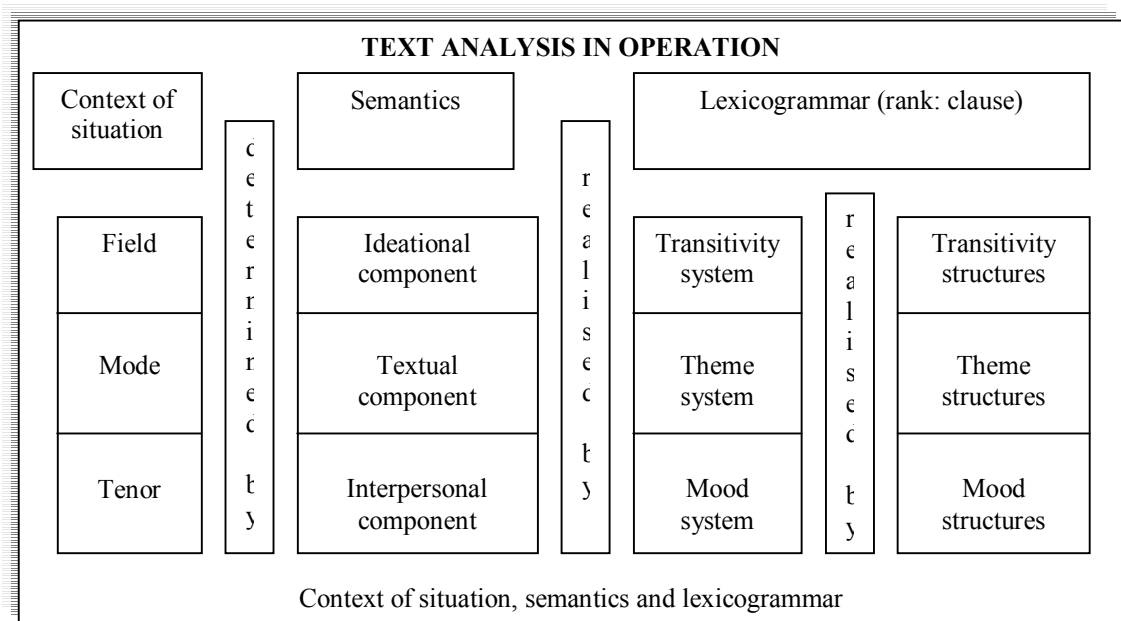 TEXT ANALYSIS IN OPERATION
Context of
situation
Semantics
Lexicogrammar (rank: clause)
determined by
realised by
realised by
Field
Ideational
component
Transitivity
system
Transitivity
structures
Mode
Textual
component
Theme
system
Theme
structures
Tenor
Interpersonal
component
Mood
system
Mood
structures
Context of situation, semantics and lexicogrammar